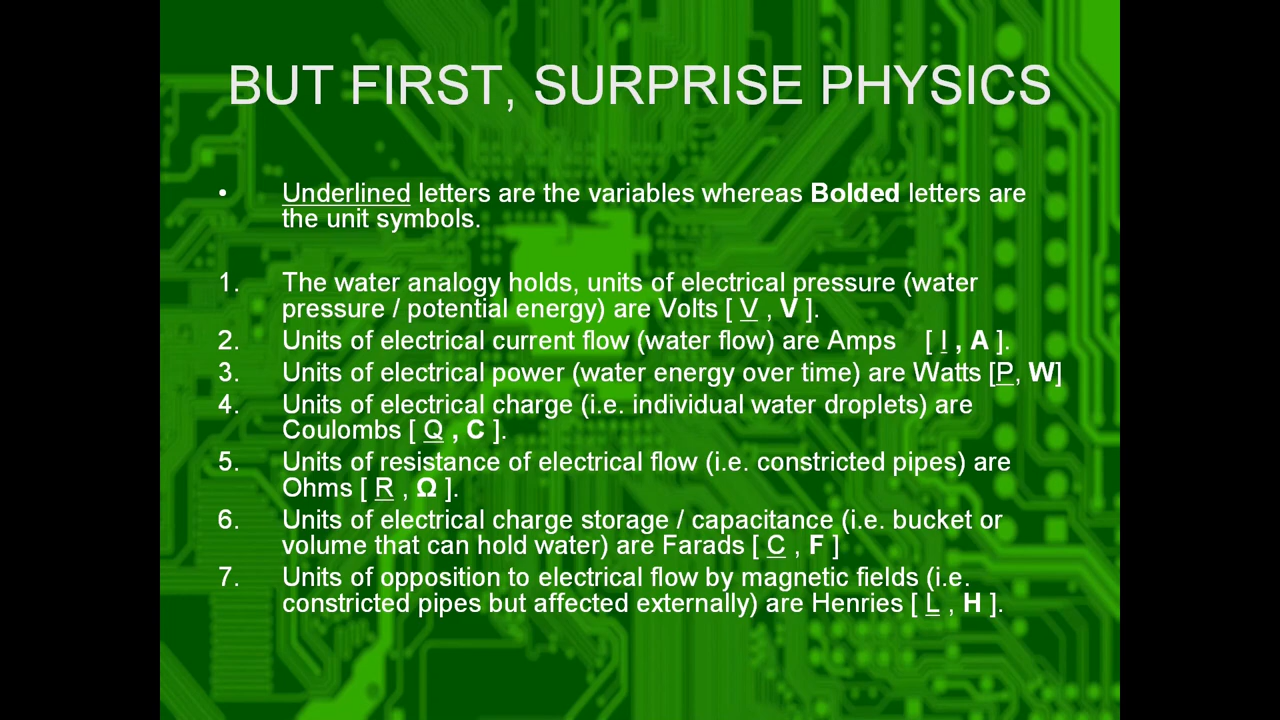 BUT FIRST, SURPRISE PHYSICS
• Underlined letters are the variables whereas Bolded letters are
the unit symbols.
1. The water analogy holds, units of electrical pressure (water
pressure / potential energy) are Volts [ V , V ].
2. Units of electrical current flow (water flow) are Amps [ I , A ].
3. Units of electrical power (water energy over time) are Watts [P, W]
4. Units of electrical charge (i.e. individual water droplets) are
Coulombs [ Q , C ].
5. Units of resistance of electrical flow (i.e. constricted pipes) are
Ohms [ R , Ω ].
6. Units of electrical charge storage / capacitance (i.e. bucket or
volume that can hold water) are Farads [ C , F ]
7. Units of opposition to electrical flow by magnetic fields (i.e.
constricted pipes but affected externally) are Henries [ L , H ].